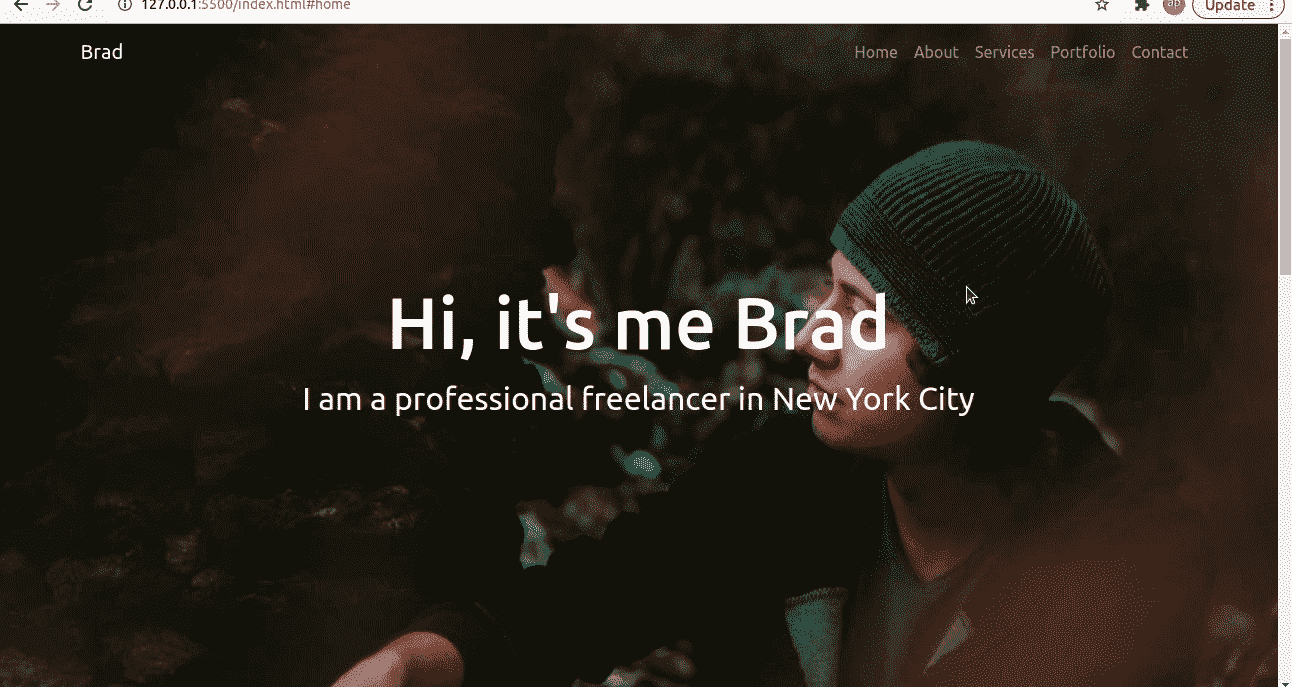 127.0.0.1:5500/index.html#home
ab
Update
Brad
Home About Services Portfolio Contact
Hi, it's me Brad
I am a professional freelancer in New York City